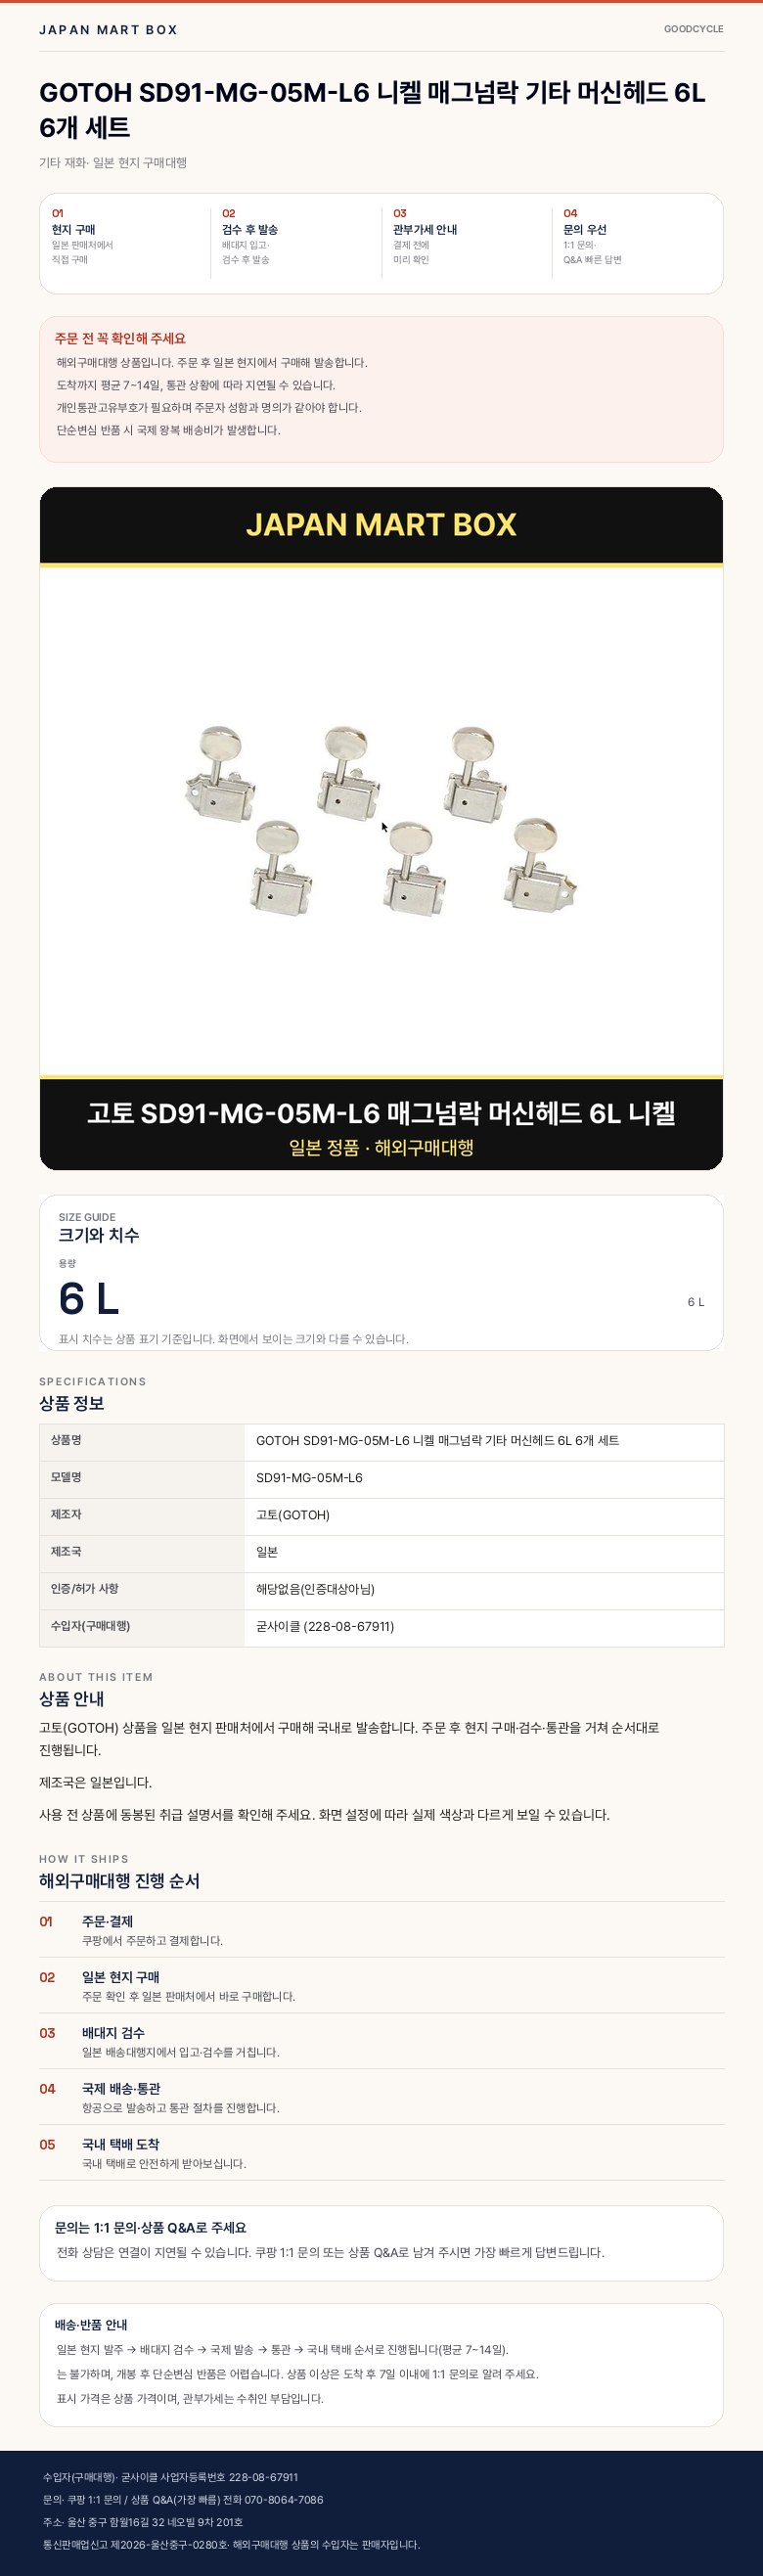 JAPAN MART BOX
GOODCYCLE
GOTOH SD91-MG-05M-L6 니켈 매그넘락 기타 머신헤드 6L
6개 세트
기타 재화· 일본 현지 구매대행
01
현지 구매
일본 판매처에서
직접 구매
02
검수 후 발송
배대지 입고·
검수 후 발송
03
관부가세 안내
결제 전에
미리 확인
04
문의 우선
1:1 문의·
Q&A 빠른 답변
주문 전 꼭 확인해 주세요
해외구매대행 상품입니다. 주문 후 일본 현지에서 구매해 발송합니다.
도착까지 평균 7~14일, 통관 상황에 따라 지연될 수 있습니다.
개인통관고유부호가 필요하며 주문자 성함과 명의가 같아야 합니다.
단순변심 반품 시 국제 왕복 배송비가 발생합니다.
JAPAN MART BOX
고토 SD91-MG-05M-L6 매그넘락 머신헤드 6L 니켈
일본 정품 · 해외구매대행
SIZE GUIDE
크기와 치수
용량
6 L
6 L
표시 치수는 상품 표기 기준입니다. 화면에서 보이는 크기와 다를 수 있습니다.
SPECIFICATIONS
상품 정보
상품명 GOTOH SD91-MG-05M-L6 니켈 매그넘락 기타 머신헤드 6L 6개 세트
모델명 SD91-MG-05M-L6
제조자 고토(GOTOH)
제조국 일본
인증/허가 사항 해당없음(인증대상아님)
수입자(구매대행) 굳사이클 (228-08-67911)
ABOUT THIS ITEM
상품 안내
고토(GOTOH) 상품을 일본 현지 판매처에서 구매해 국내로 발송합니다. 주문 후 현지 구매·검수·통관을 거쳐 순서대로
진행됩니다.
제조국은 일본입니다.
사용 전 상품에 동봉된 취급 설명서를 확인해 주세요. 화면 설정에 따라 실제 색상과 다르게 보일 수 있습니다.
HOW IT SHIPS
해외구매대행 진행 순서
01 주문·결제
쿠팡에서 주문하고 결제합니다.
02 일본 현지 구매
주문 확인 후 일본 판매처에서 바로 구매합니다.
03 배대지 검수
일본 배송대행지에서 입고·검수를 거칩니다.
04 국제 배송·통관
항공으로 발송하고 통관 절차를 진행합니다.
05 국내 택배 도착
국내 택배로 안전하게 받아보십니다.
문의는 1:1 문의·상품 Q&A로 주세요
전화 상담은 연결이 지연될 수 있습니다. 쿠팡 1:1 문의 또는 상품 Q&A로 남겨 주시면 가장 빠르게 답변드립니다.
배송·반품 안내
일본 현지 발주 → 배대지 검수 → 국제 발송 → 통관 → 국내 택배 순서로 진행됩니다(평균 7~14일).
는 불가하며, 개봉 후 단순변심 반품은 어렵습니다. 상품 이상은 도착 후 7일 이내에 1:1 문의로 알려 주세요.
표시 가격은 상품 가격이며, 관부가세는 수취인 부담입니다.
수입자(구매대행)· 굳사이클 사업자등록번호 228-08-67911
문의· 쿠팡 1:1 문의 / 상품 Q&A(가장 빠름) 전화 070-8064-7086
주소· 울산 중구 함월16길 32 네오빌 9차 201호
통신판매업신고 제2026-울산중구-0280호· 해외구매대행 상품의 수입자는 판매자입니다.